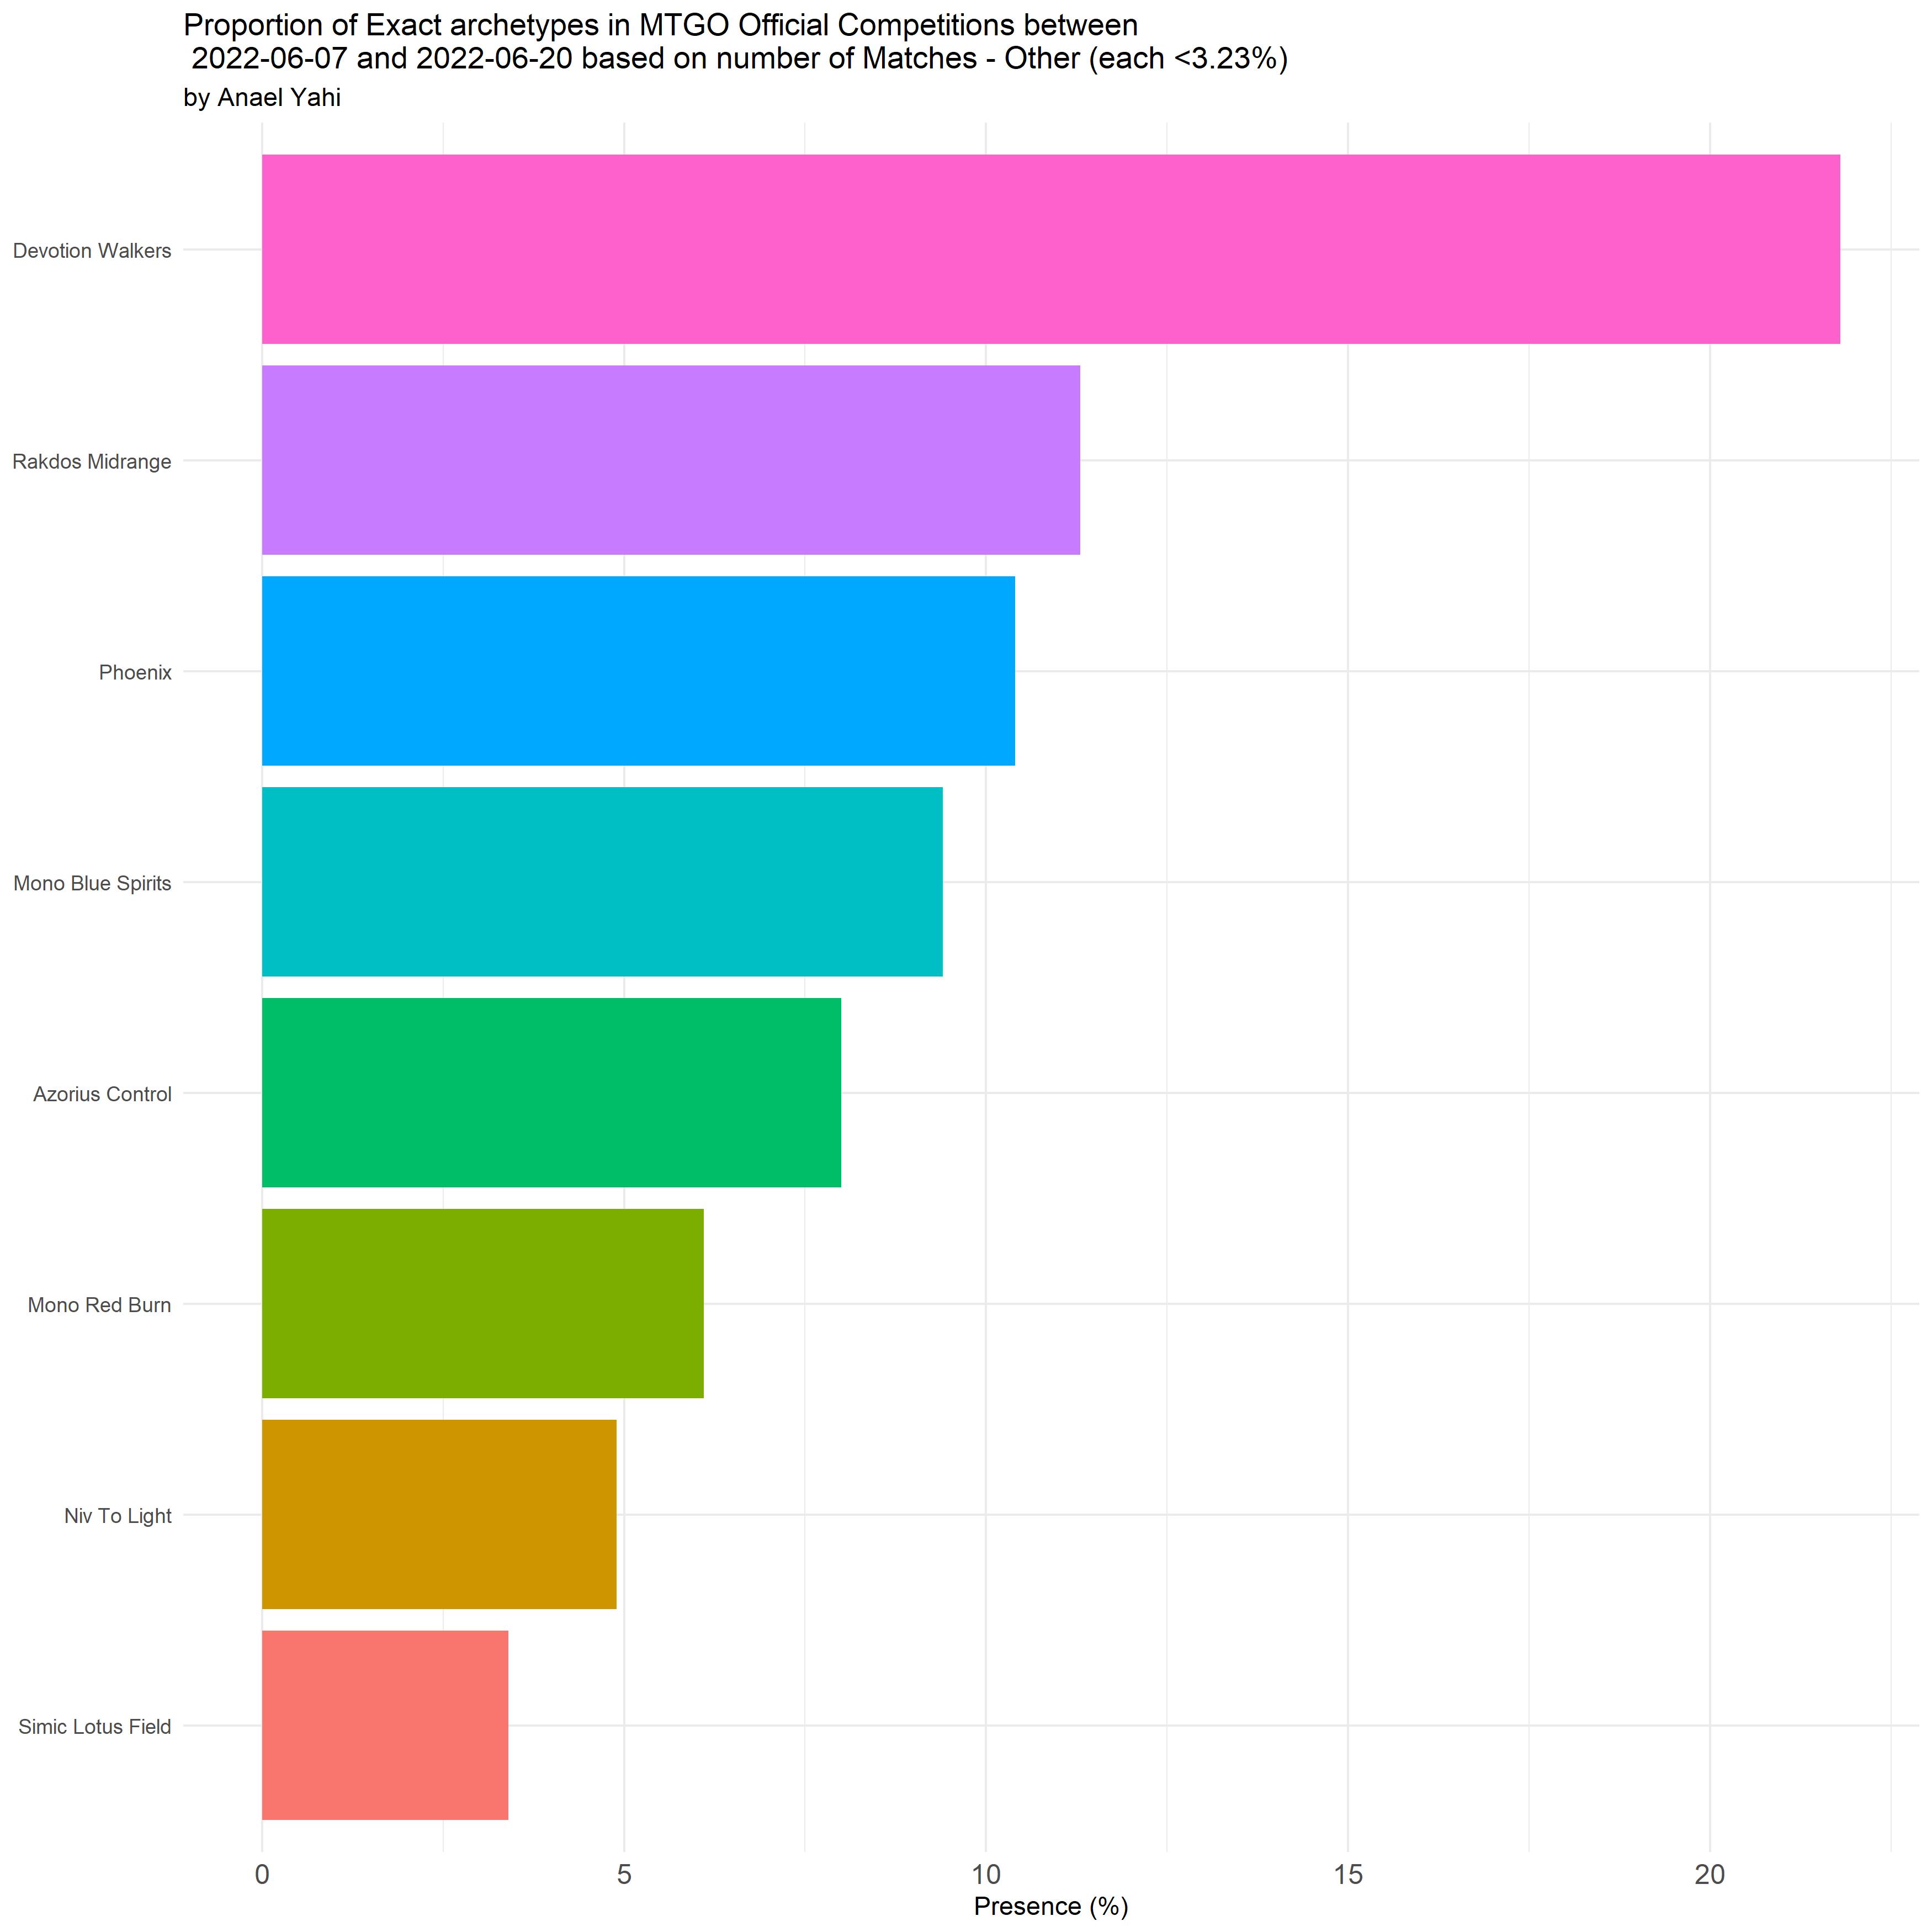 Proportion of Exact archetypes in MTGO Official Competitions between
2022-06-07 and 2022-06-20 based on number of Matches - Other (each <3.23%)
by Anael Yahi
Devotion Walkers
Rakdos Midrange
Phoenix
Mono Blue Spirits
Azorius Control
Mono Red Burn
Niv To Light
Simic Lotus Field
0 5 10 15 20
Presence (%)